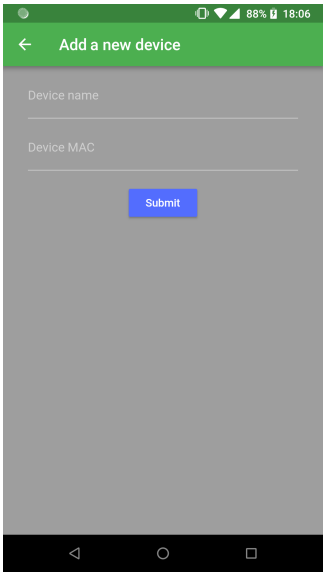 88% 18:06
Add a new device
Device name
Device MAC
Submit